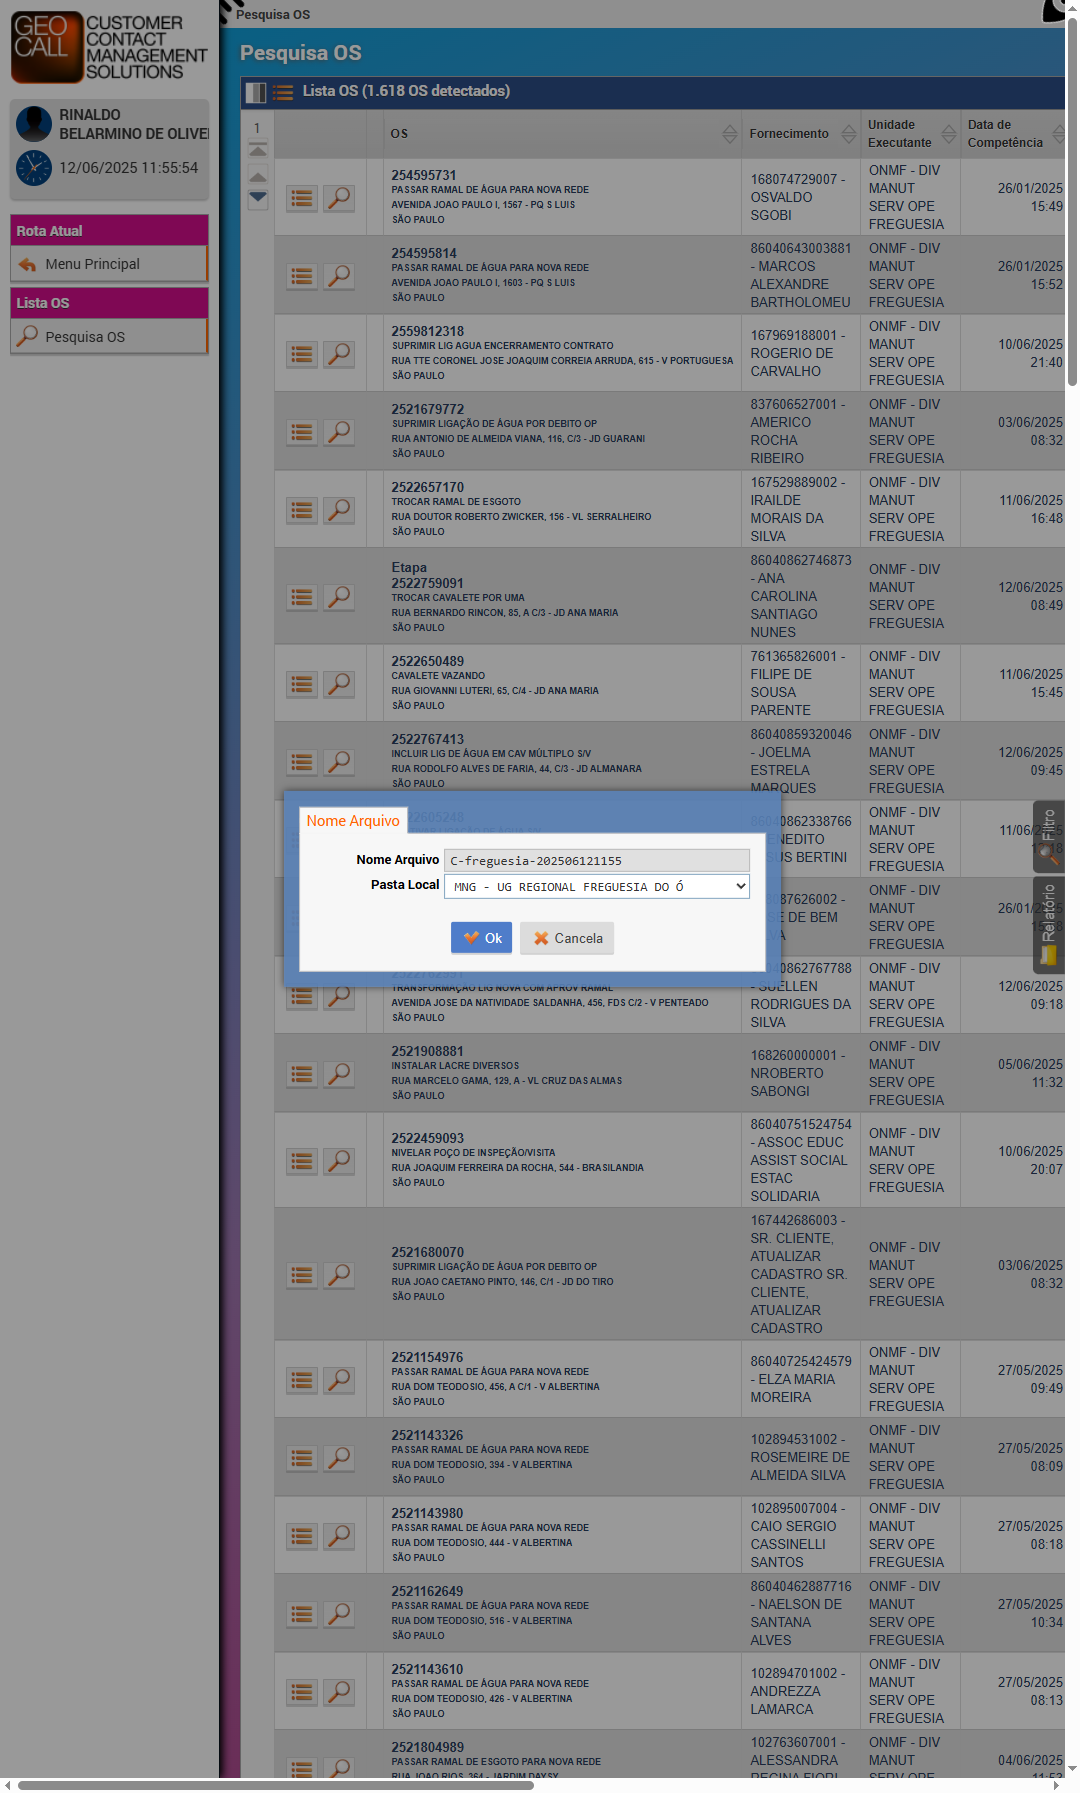 GEO
CALL
CUSTOMER
CONTACT
MANAGEMENT
SOLUTIONS
RINALDO
BELARMINO DE OLIVE
12/06/2025 11:55:54
Rota Atual
Menu Principal
Lista OS
Pesquisa OS
Pesquisa OS
Pesquisa OS
Lista OS (1.618 OS detectados)
1
OS
Fornecimento
Unidade
Executante
Data de
Competência
254595731
PASSAR RAMAL DE ÁGUA PARA NOVA REDE
AVENIDA JOAO PAULO I, 1567 - PQ S LUIS
SÃO PAULO
168074729007 -
OSVALDO
SGOBI
ONMF - DIV
MANUT
SERV OPE
FREGUESIA
26/01/2025
15:49
254595814
PASSAR RAMAL DE ÁGUA PARA NOVA REDE
AVENIDA JOAO PAULO I, 1603 - PQ S LUIS
SÃO PAULO
86040643003881
- MARCOS
ALEXANDRE
BARTHOLOMEU
ONMF - DIV
MANUT
SERV OPE
FREGUESIA
26/01/2025
15:52
2559812318
SUPRIMIR LIG AGUA ENCERRAMENTO CONTRATO
RUA TTE CORONEL JOSE JOAQUIM CORREIA ARRUDA, 615 - V PORTUGUESA
SÃO PAULO
167969188001 -
ROGERIO DE
CARVALHO
ONMF - DIV
MANUT
SERV OPE
FREGUESIA
10/06/2025
21:40
2521679772
SUPRIMIR LIGAÇÃO DE ÁGUA POR DEBITO OP
RUA ANTONIO DE ALMEIDA VIANA, 116, C/3 - JD GUARANI
SÃO PAULO
837606527001 -
AMERICO
ROCHA
RIBEIRO
ONMF - DIV
MANUT
SERV OPE
FREGUESIA
03/06/2025
08:32
2522657170
TROCAR RAMAL DE ESGOTO
RUA DOUTOR ROBERTO ZWICKER, 156 - VL SERRALHEIRO
SÃO PAULO
167529889002 -
IRAILDE
MORAIS DA
SILVA
ONMF - DIV
MANUT
SERV OPE
FREGUESIA
11/06/2025
16:48
Etapa
2522759091
TROCAR CAVALETE POR UMA
RUA BERNARDO RINCON, 85, A C/3 - JD ANA MARIA
SÃO PAULO
86040862746873
- ANA
CAROLINA
SANTIAGO
NUNES
ONMF - DIV
MANUT
SERV OPE
FREGUESIA
12/06/2025
08:49
2522650489
CAVALETE VAZANDO
RUA GIOVANNI LUTERI, 65, C/4 - JD ANA MARIA
SÃO PAULO
761365826001 -
FILIPE DE
SOUSA
PARENTE
ONMF - DIV
MANUT
SERV OPE
FREGUESIA
11/06/2025
15:45
2522767413
INCLUIR LIG DE ÁGUA EM CAV MÚLTIPLO S/V
RUA RODOLFO ALVES DE FARIA, 44, C/3 - JD ALMANARA
SÃO PAULO
86040859320046
- JOELMA
ESTRELA
MARQUES
ONMF - DIV
MANUT
SERV OPE
FREGUESIA
12/06/2025
09:45
ONMF - DIV
MANUT
SERV OPE
FREGUESIA
11/06/
Filtro
Nome Arquivo
Nome Arquivo
C-freguesia-202506121155
Pasta Local
MNG - UG REGIONAL FREGUESIA DO Ó
Ok
Cancela
ONMF - DIV
MANUT
SERV OPE
FREGUESIA
26/01/
Relatório
TRANSFORMAÇÃO LIG NOVA COM APROV RAMAL
AVENIDA JOSE DA NATIVIDADE SALDANHA, 456, FDS C/2 - V PENTEADO
SÃO PAULO
- SUELLEN
RODRIGUES DA
SILVA
ONMF - DIV
MANUT
SERV OPE
FREGUESIA
12/06/2025
09:18
2521908881
INSTALAR LACRE DIVERSOS
RUA MARCELO GAMA, 129, A - VL CRUZ DAS ALMAS
SÃO PAULO
168260000001 -
NROBERTO
SABONGI
ONMF - DIV
MANUT
SERV OPE
FREGUESIA
05/06/2025
11:32
2522459093
NIVELAR POÇO DE INSPEÇÃO/VISITA
RUA JOAQUIM FERREIRA DA ROCHA, 544 - BRASILANDIA
SÃO PAULO
86040751524754
- ASSOC EDUC
ASSIST SOCIAL
ESTAC
SOLIDARIA
ONMF - DIV
MANUT
SERV OPE
FREGUESIA
10/06/2025
20:07
2521680070
SUPRIMIR LIGAÇÃO DE ÁGUA POR DEBITO OP
RUA JOAO CAETANO PINTO, 146, C/1 - JD DO TIRO
SÃO PAULO
167442686003 -
SR. CLIENTE,
ATUALIZAR
CADASTRO SR.
CLIENTE,
ATUALIZAR
CADASTRO
ONMF - DIV
MANUT
SERV OPE
FREGUESIA
03/06/2025
08:32
2521154976
PASSAR RAMAL DE ÁGUA PARA NOVA REDE
RUA DOM TEODOSIO, 456, A C/1 - V ALBERTINA
SÃO PAULO
86040725424579
- ELZA MARIA
MOREIRA
ONMF - DIV
MANUT
SERV OPE
FREGUESIA
27/05/2025
09:49
2521143326
PASSAR RAMAL DE ÁGUA PARA NOVA REDE
RUA DOM TEODOSIO, 394 - V ALBERTINA
SÃO PAULO
102894531002 -
ROSEMEIRE DE
ALMEIDA SILVA
ONMF - DIV
MANUT
SERV OPE
FREGUESIA
27/05/2025
08:09
2521143980
PASSAR RAMAL DE ÁGUA PARA NOVA REDE
RUA DOM TEODOSIO, 444 - V ALBERTINA
SÃO PAULO
102895007004 -
CAIO SERGIO
CASSINELLI
SANTOS
ONMF - DIV
MANUT
SERV OPE
FREGUESIA
27/05/2025
08:18
2521162649
PASSAR RAMAL DE ÁGUA PARA NOVA REDE
RUA DOM TEODOSIO, 516 - V ALBERTINA
SÃO PAULO
86040462887716
- NAELSON DE
SANTANA
ALVES
ONMF - DIV
MANUT
SERV OPE
FREGUESIA
27/05/2025
10:34
2521143610
PASSAR RAMAL DE ÁGUA PARA NOVA REDE
RUA DOM TEODOSIO, 426 - V ALBERTINA
SÃO PAULO
102894701002 -
ANDREZZA
LAMARCA
ONMF - DIV
MANUT
SERV OPE
FREGUESIA
27/05/2025
08:13
2521804989
PASSAR RAMAL DE ESGOTO PARA NOVA REDE
RUA JOAO RIOS, 364 - JARDIM DAYSY
102763607001 -
ALESSANDRA
REGINA FIORI
ONMF - DIV
MANUT
SERV OPE
04/06/2025
11:53